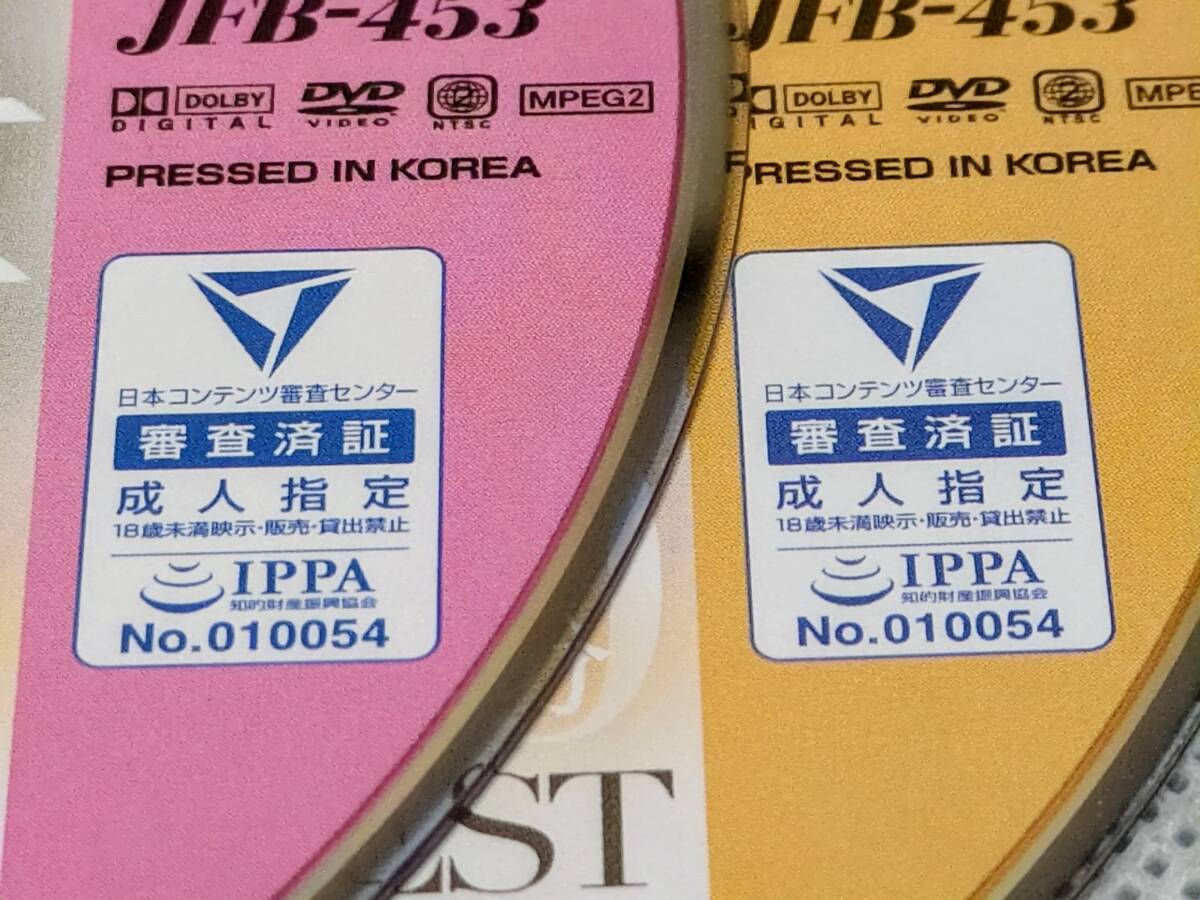 JFB-453
DOLBY
DIGITAL
DVD
VIDEO
2
NTSC
MPEG2
PRESSED IN KOREA
日本コンテンツ審査センター
審査済証
成人指定
18歳未満映示・販売・貸出禁止
IPPA
知的財産振興協会
No.010054
JFB-453
DOLBY
DIGITAL
DVD
VIDEO
2
NTSC
MPE
PRESSED IN KOREA
日本コンテンツ審査センター
審査済証
成人指定
18歳未満映示・販売・貸出禁止
IPPA
知的財産振興協会
No.010054
ST